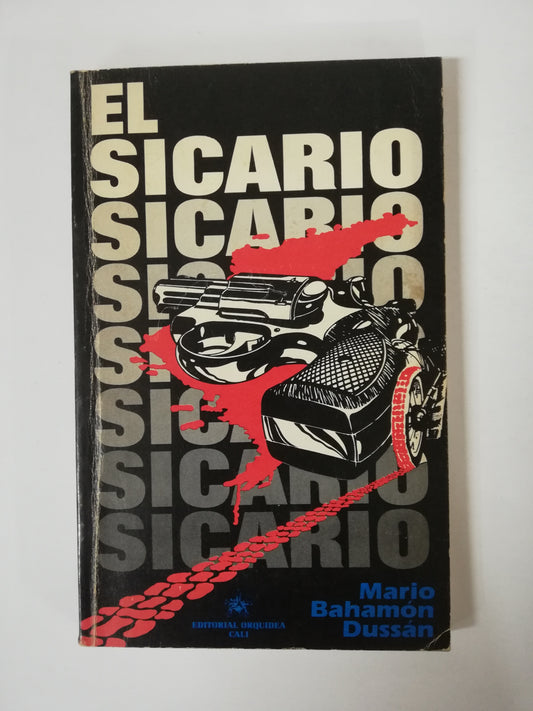 EL
SICARIO
SICARIO
SICARIO
SICARIO
SICARIO
SICARIO
SICARIO
Mario
Bahamón
Dussán
EDITORIAL ORQUIDEA
CALI